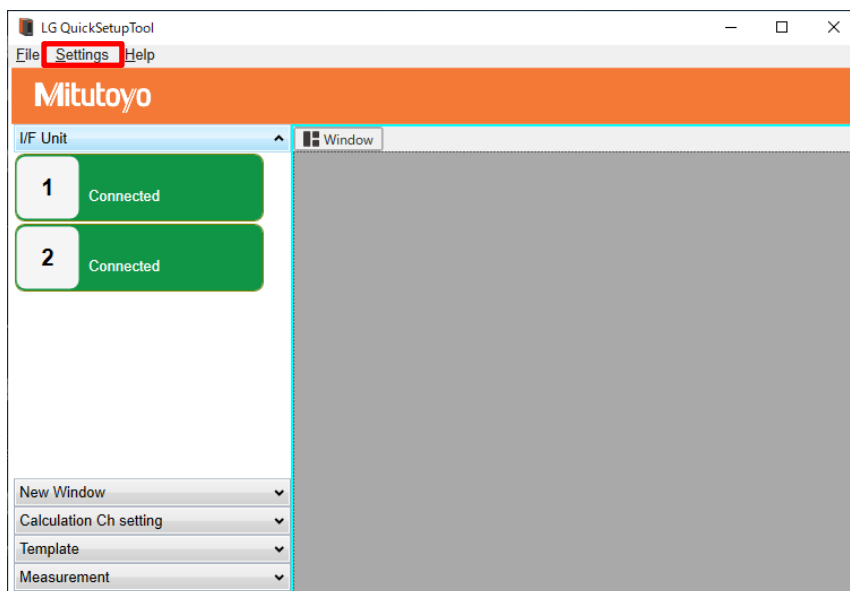 LG QuickSetupTool
File Settings Help
Mitutoyo
I/F Unit
Window
1 Connected
2 Connected
New Window
Calculation Ch setting
Template
Measurement